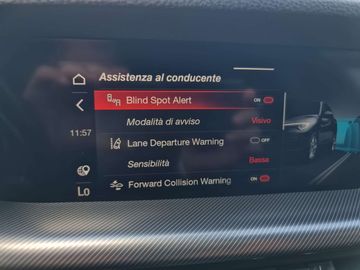 Assistenza al conducente
Blind Spot Alert ON
Modalità di avviso Visivo
11:57
Lane Departure Warning OFF
Sensibilità Bassa
Lo
Forward Collision Warning ON